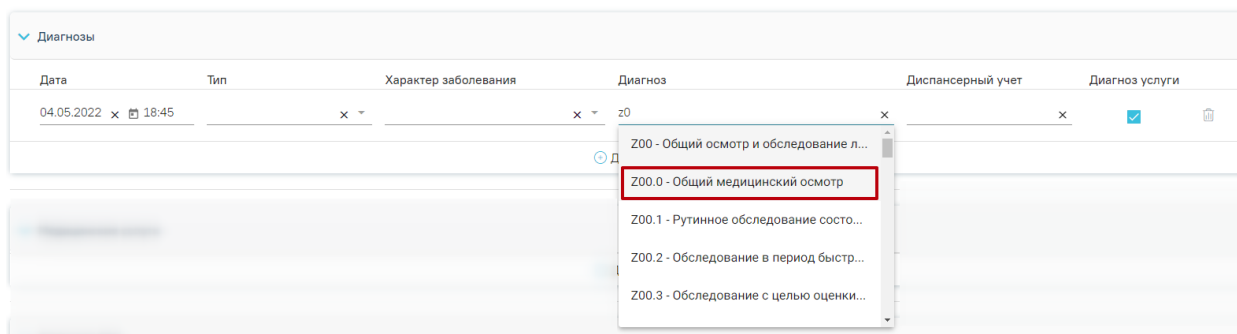 Диагнозы
Дата Тип Характер заболевания Диагноз Диспансерный учет Диагноз услуги
04.05.2022 18:45 z0
Z00 - Общий осмотр и обследование л...
Z00.0 - Общий медицинский осмотр
Z00.1 - Рутинное обследование состо...
Z00.2 - Обследование в период быстр...
Z00.3 - Обследование с целью оценки...